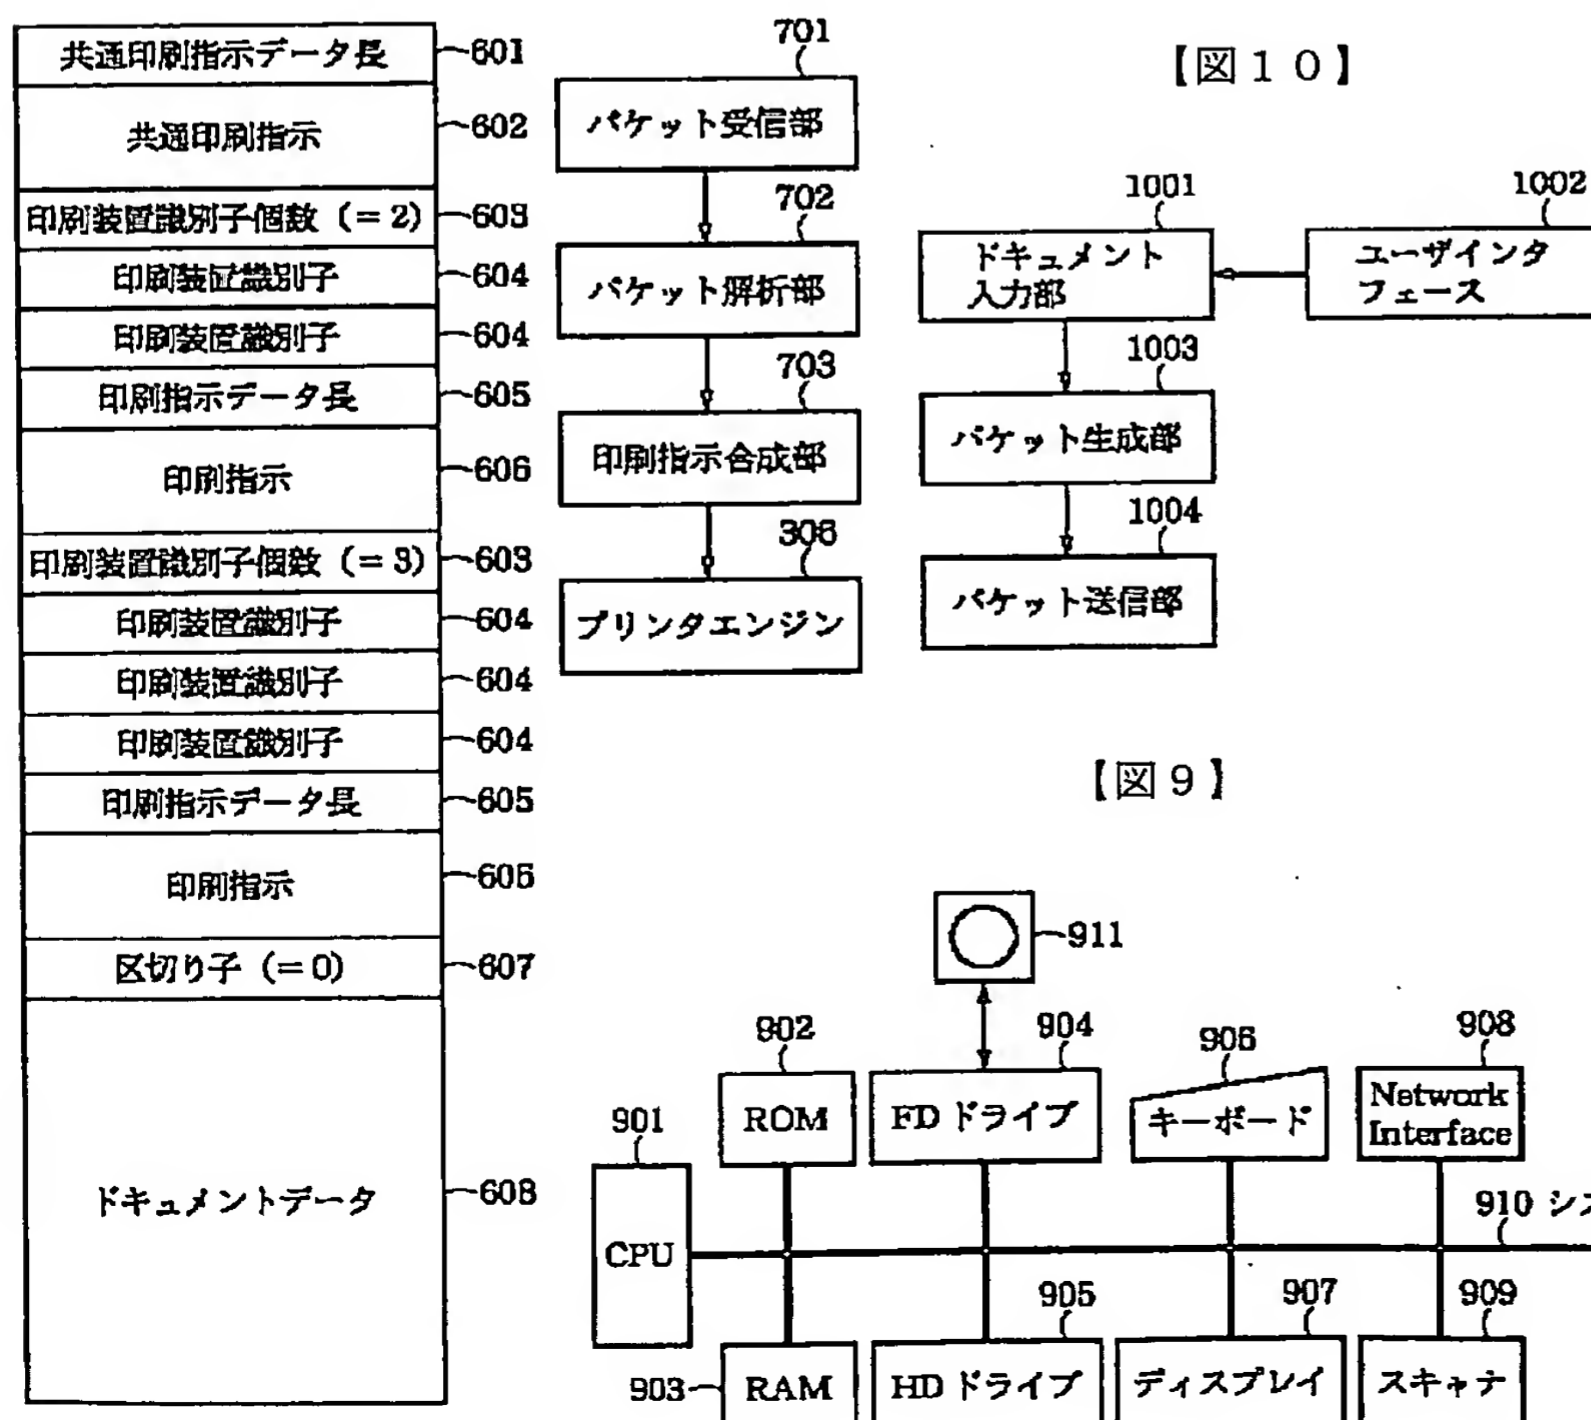 共通印刷指示データ長 601
共通印刷指示 602
印刷装置識別子個数 (=2) 603
印刷装置識別子 604
印刷装置識別子 604
印刷指示データ長 605
印刷指示 606
印刷装置識別子個数 (=3) 603
印刷装置識別子 604
印刷装置識別子 604
印刷装置識別子 604
印刷指示データ長 605
印刷指示 606
区切り子 (=0) 607
ドキュメントデータ 608
701
パケット受信部
702
パケット解析部
703
印刷指示合成部
306
プリンタエンジン
【図10】
1001
ドキュメント
入力部
1002
ユーザインタ
フェース
1003
パケット生成部
1004
パケット送信部
【図9】
911
902
ROM
904
FDドライブ
906
キーボード
908
Network
Interface
901
CPU
910 シス
903
RAM
905
HDドライブ
907
ディスプレイ
909
スキャナ